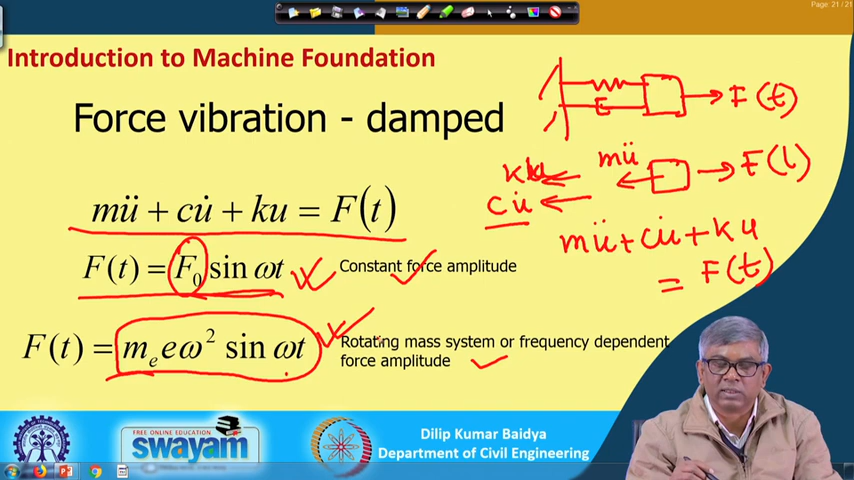 Page: 21 / 21
Introduction to Machine Foundation
Force vibration - damped
F(t)
mü
F(t)
ku
cu̇
mü + cu̇ + ku = F(t)
mü + cu̇ + ku
= F(t)
F(t) = F₀ sin ωt
Constant force amplitude
F(t) = mₑeω² sin ωt
Rotating mass system or frequency dependent
force amplitude
FREE ONLINE EDUCATION
swayam
Dilip Kumar Baidya
Department of Civil Engineering